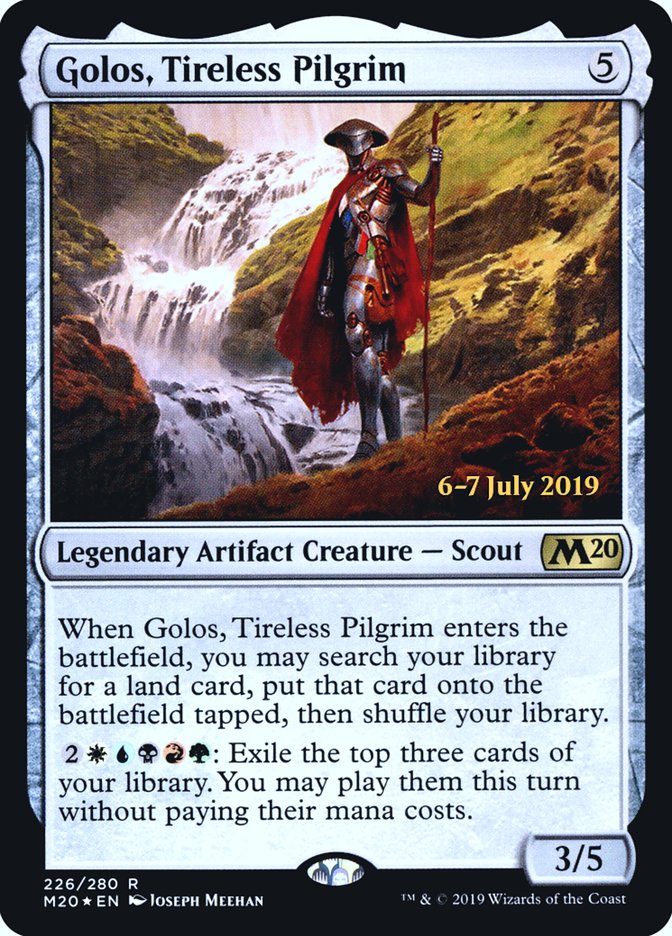 Golos, Tireless Pilgrim 5
6–7 July 2019
Legendary Artifact Creature — Scout M20
When Golos, Tireless Pilgrim enters the
battlefield, you may search your library
for a land card, put that card onto the
battlefield tapped, then shuffle your library.
2: Exile the top three cards of
your library. You may play them this turn
without paying their mana costs.
3/5
226/280 R
M20★EN Joseph Meehan
™ & © 2019 Wizards of the Coast